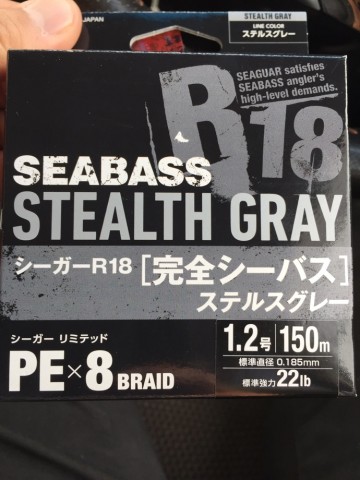 JAPAN
STEALTH GRAY
LINE COLOR
ステルスグレー
SEAGUAR satisfies
SEABASS angler's
high-level demands.
R18
SEABASS
STEALTH GRAY
シーガーR18 [完全シーバス]
ステルスグレー
シーガー リミテッド
PE×8 BRAID
1.2号 150m
標準直径 0.185mm
標準強力 22lb